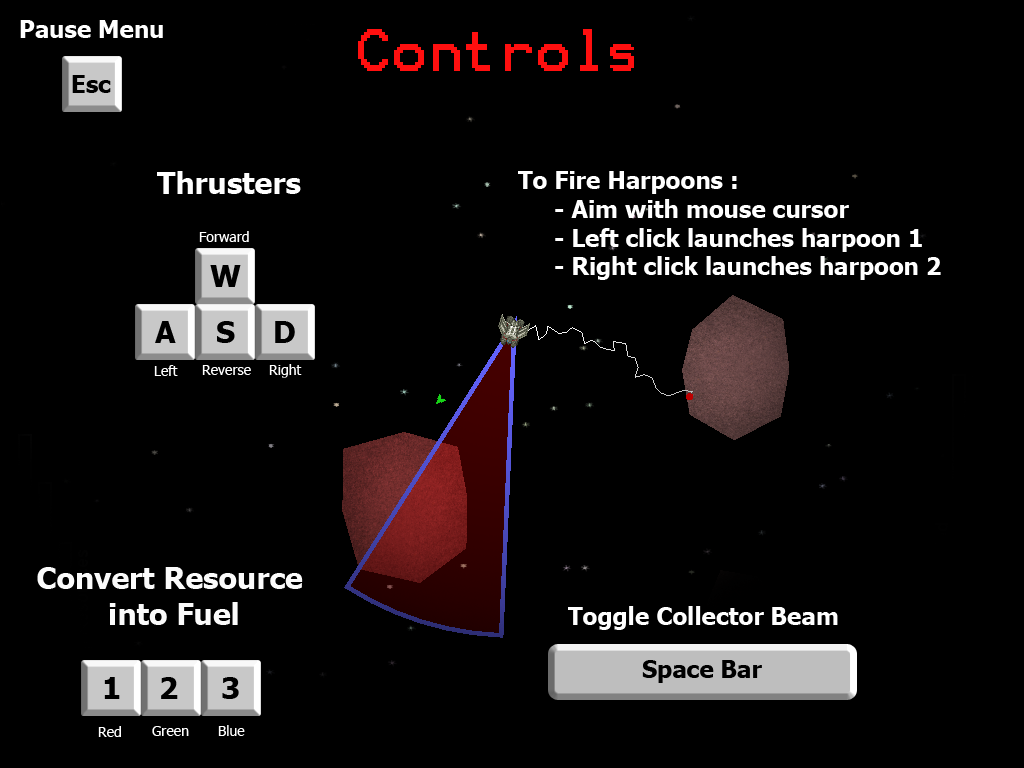 Pause Menu
Esc
Controls
Thrusters
Forward
W
A S D
Left Reverse Right
To Fire Harpoons :
- Aim with mouse cursor
- Left click launches harpoon 1
- Right click launches harpoon 2
Convert Resource
into Fuel
1 2 3
Red Green Blue
Toggle Collector Beam
Space Bar